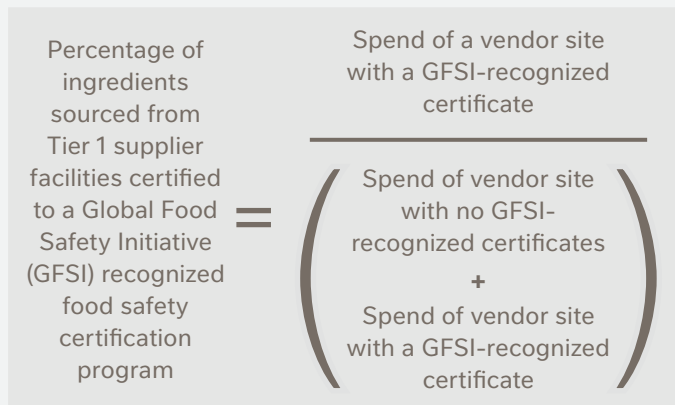 Percentage of
ingredients
sourced from
Tier 1 supplier
facilities certified
to a Global Food
Safety Initiative
(GFSI) recognized
food safety
certification
program
=
Spend of a vendor site
with a GFSI-recognized
certificate
(
Spend of vendor site
with no GFSI-
recognized certificates
+
Spend of vendor site
with a GFSI-recognized
certificate
)